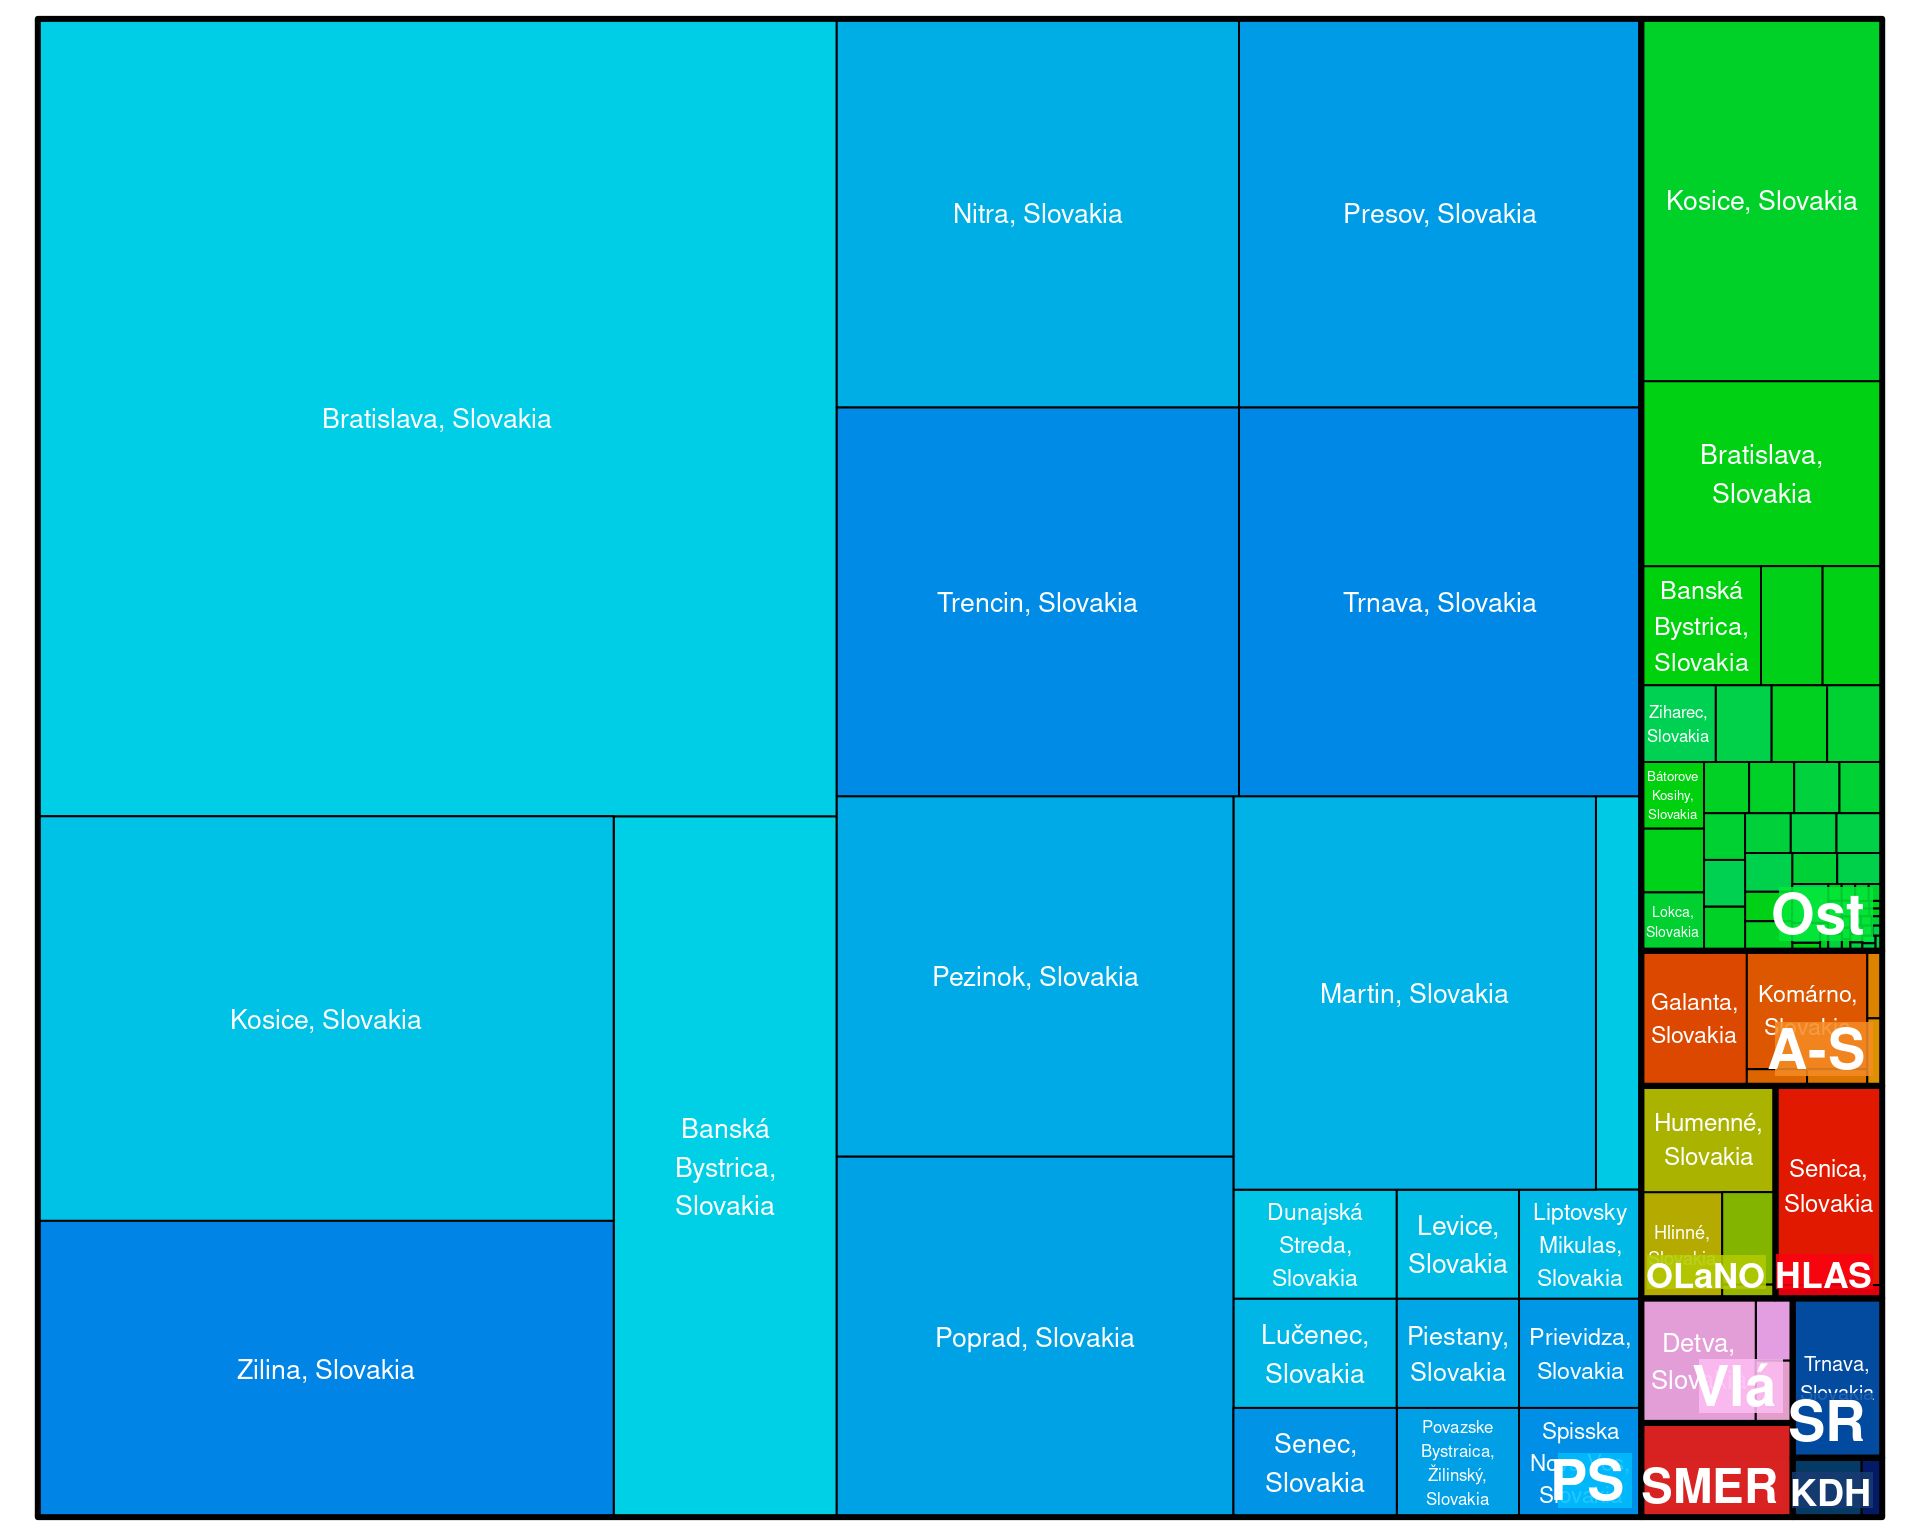 Bratislava, Slovakia
Kosice, Slovakia
Zilina, Slovakia
Banská
Bystrica,
Slovakia
Nitra, Slovakia
Presov, Slovakia
Trencin, Slovakia
Trnava, Slovakia
Pezinok, Slovakia
Poprad, Slovakia
Martin, Slovakia
Dunajská
Streda,
Slovakia
Levice,
Slovakia
Liptovsky
Mikulas,
Slovakia
Lučenec,
Slovakia
Piestany,
Slovakia
Prievidza,
Slovakia
Senec,
Slovakia
Povazske
Bystraica,
Žilinský,
Slovakia
Spisska
PS
Kosice, Slovakia
Bratislava,
Slovakia
Banská
Bystrica,
Slovakia
Ziharec,
Slovakia
Bátorove
Kosihy,
Slovakia
Lokca,
Slovakia
Ost
Galanta,
Slovakia
Komárno,
Slovakia
A-S
Humenné,
Slovakia
Hlinné,
Slovakia
OLaNO
Senica,
Slovakia
HLAS
Detva,
Vlá
Trnava,
Slovakia
SR
SMER
KDH